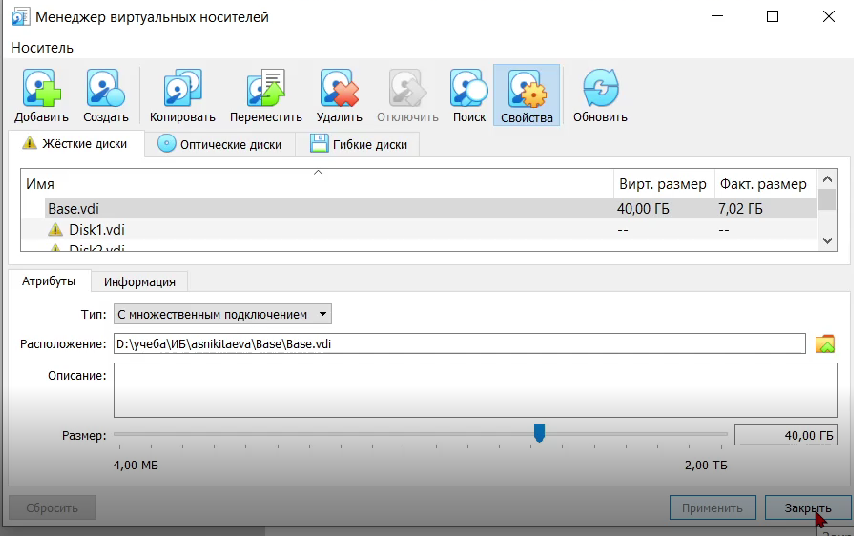 Менеджер виртуальных носителей
Носитель
Добавить Создать Копировать Переместить Удалить Отключить Поиск Свойства Обновить
Жёсткие диски Оптические диски Гибкие диски
Имя Вирт. размер Факт. размер
Base.vdi 40,00 ГБ 7,02 ГБ
Disk1.vdi -- --
Disk2.vdi
Атрибуты Информация
Тип: С множественным подключением
Расположение: D:\учеба\ИБ\asnikitaeva\Base\Base.vdi
Описание:
Размер: 40,00 ГБ
4,00 МБ 2,00 ТБ
Сбросить Применить Закрыть